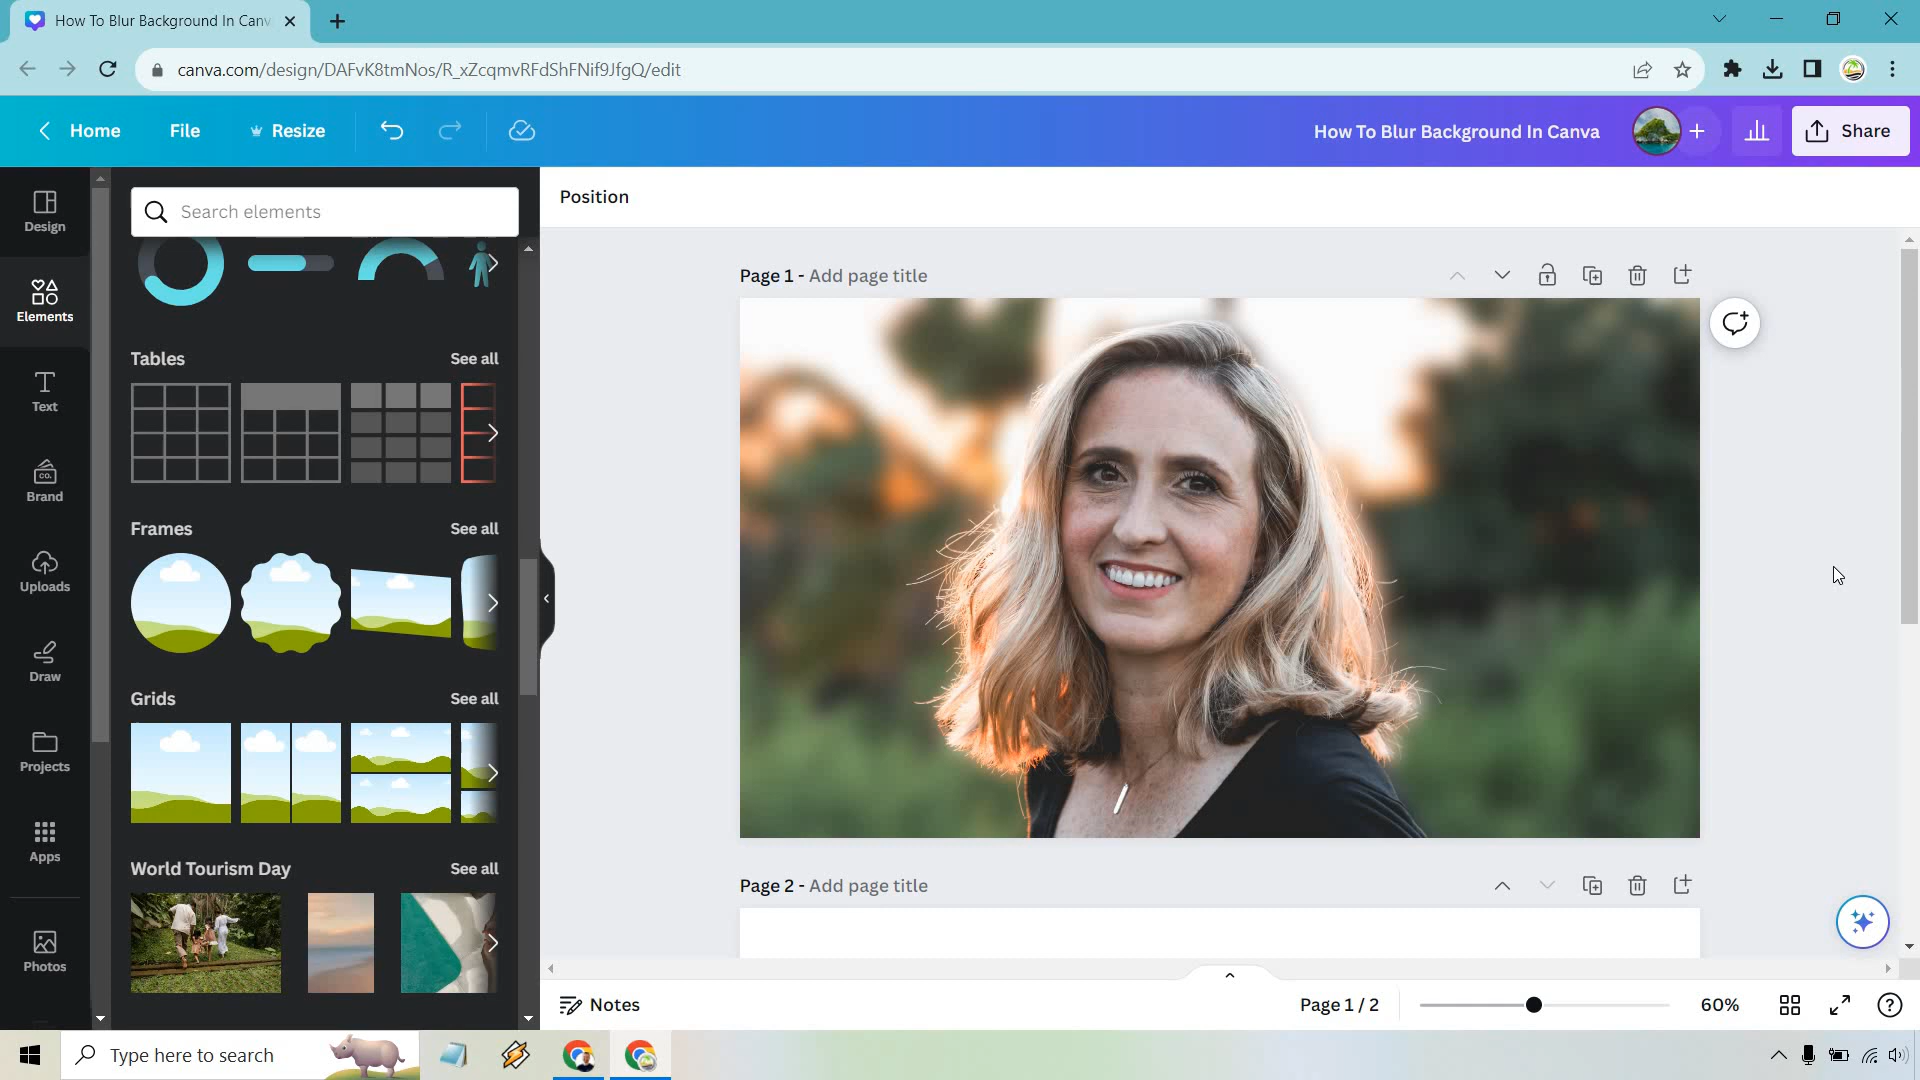 How To Blur Background In Canv
canva.com/design/DAFvK8tmNos/R_xZcqmvRFdShFNif9JfgQ/edit
Home
File
Resize
How To Blur Background In Canva
Share
Design
Elements
Text
CO.
Brand
Uploads
Draw
Projects
Apps
Photos
Search elements
Tables
See all
Frames
See all
Grids
See all
World Tourism Day
See all
Position
Page 1 - Add page title
Page 2 - Add page title
Notes
Page 1 / 2
60%
Type here to search